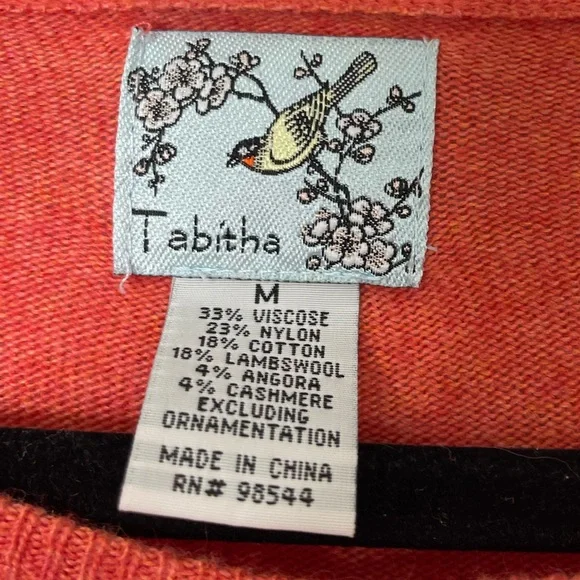 Tabitha
M
33% VISCOSE
23% NYLON
18% COTTON
18% LAMBSWOOL
4% ANGORA
4% CASHMERE
EXCLUDING
ORNAMENTATION
MADE IN CHINA
RN# 98544